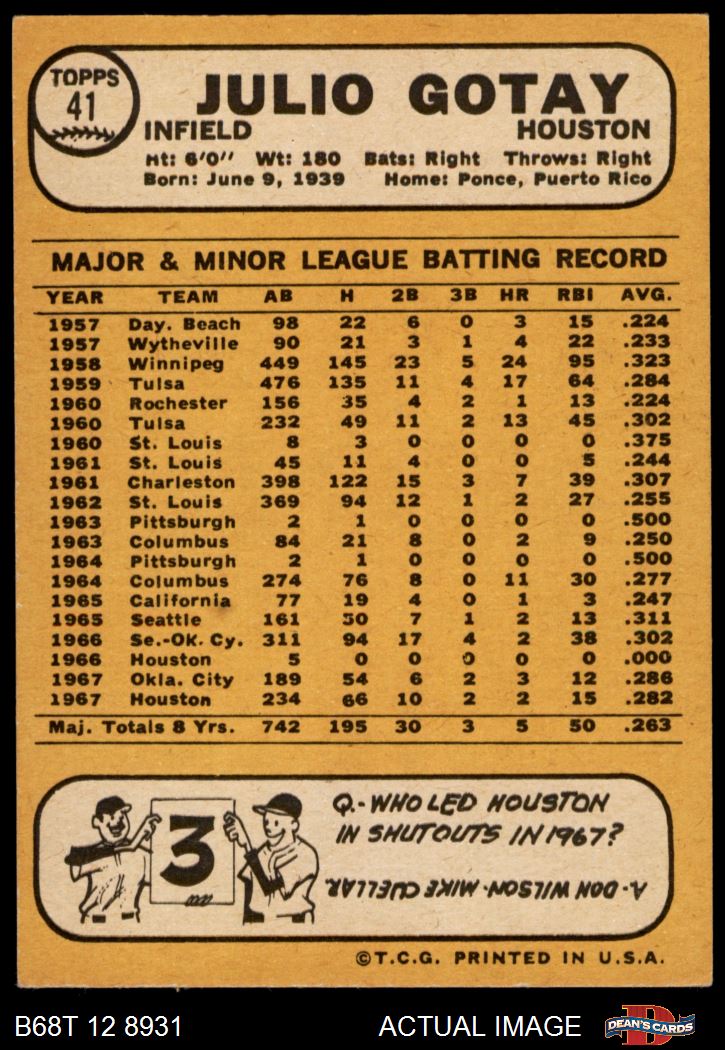 TOPPS
41
JULIO GOTAY
INFIELD HOUSTON
Ht: 6'0" Wt: 180 Bats: Right Throws: Right
Born: June 9, 1939 Home: Ponce, Puerto Rico
MAJOR & MINOR LEAGUE BATTING RECORD
YEAR TEAM AB H 2B 3B HR RBI AVG.
1957 Day. Beach 98 22 6 0 3 15 .224
1957 Wytheville 90 21 3 1 4 22 .233
1958 Winnipeg 449 145 23 5 24 95 .323
1959 Tulsa 476 135 11 4 17 64 .284
1960 Rochester 156 35 4 2 1 13 .224
1960 Tulsa 232 49 11 2 13 45 .302
1960 St. Louis 8 3 0 0 0 0 .375
1961 St. Louis 45 11 4 0 0 5 .244
1961 Charleston 398 122 15 3 7 39 .307
1962 St. Louis 369 94 12 1 2 27 .255
1963 Pittsburgh 2 1 0 0 0 0 .500
1963 Columbus 84 21 8 0 2 9 .250
1964 Pittsburgh 2 1 0 0 0 0 .500
1964 Columbus 274 76 8 0 11 30 .277
1965 California 77 19 4 0 1 3 .247
1965 Seattle 161 50 7 1 2 13 .311
1966 Se.-Ok. Cy. 311 94 17 4 2 38 .302
1966 Houston 5 0 0 0 0 0 .000
1967 Okla. City 189 54 6 2 3 12 .286
1967 Houston 234 66 10 2 2 15 .282
Maj. Totals 8 Yrs. 742 195 30 3 5 50 .263
3
Q.-WHO LED HOUSTON
IN SHUTOUTS IN 1967?
A.-DON WILSON-MIKE CUELLAR.
©T.C.G. PRINTED IN U.S.A.
B68T 12 8931 ACTUAL IMAGE D DEAN'S CARDS